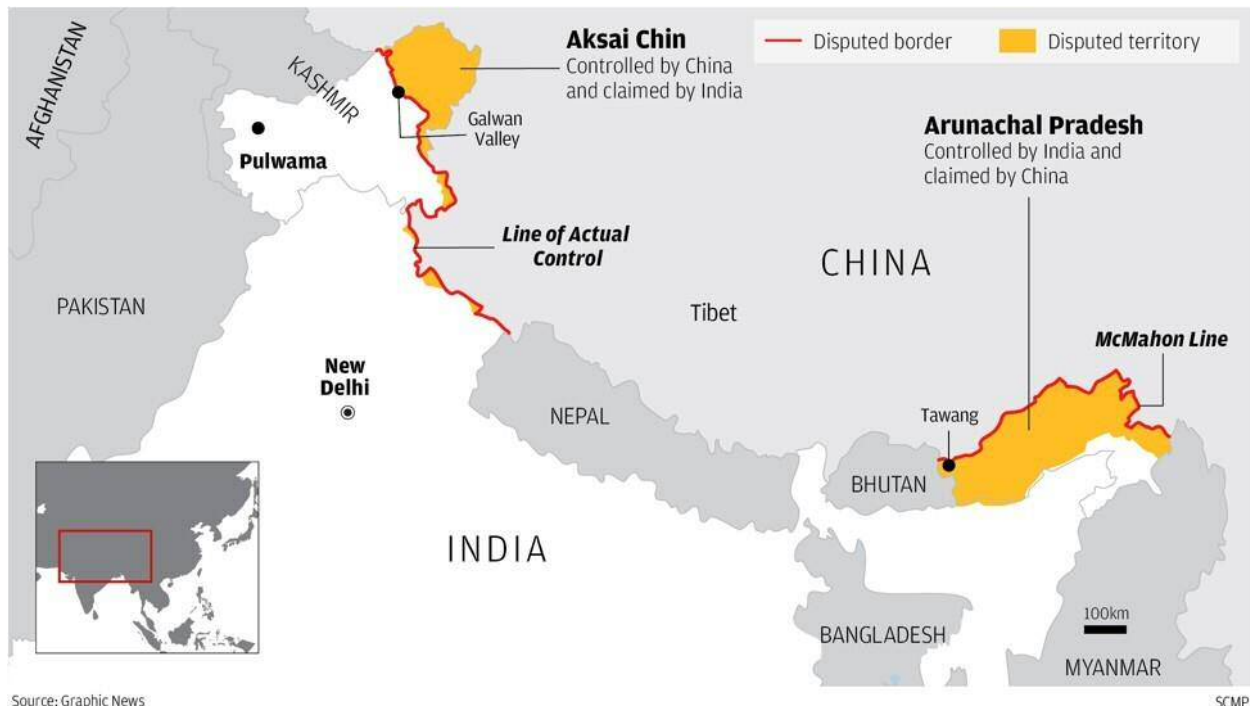 Aksai Chin
Controlled by China
and claimed by India
Disputed border
Disputed territory
AFGHANISTAN
KASHMIR
Galwan
Valley
Pulwama
Arunachal Pradesh
Controlled by India and
claimed by China
Line of Actual
Control
CHINA
PAKISTAN
Tibet
McMahon Line
New
Delhi
NEPAL
Tawang
BHUTAN
INDIA
100km
BANGLADESH
MYANMAR
Source: Graphic News
SCMP